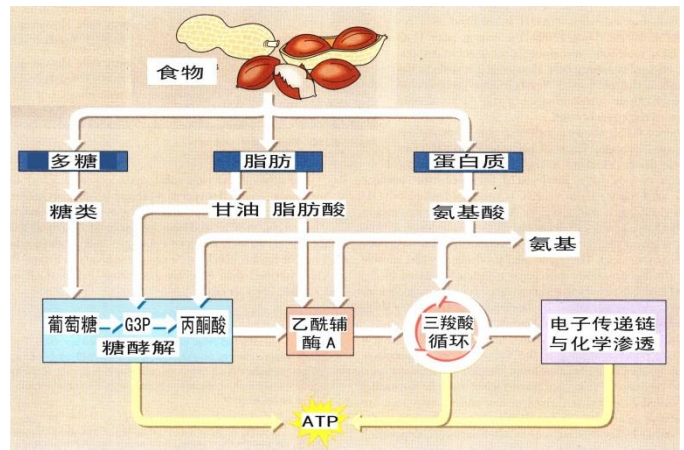 食物
多糖
脂肪
蛋白质
糖类
甘油
脂肪酸
氨基酸
氨基
葡萄糖
G3P
丙酮酸
糖酵解
乙酰辅
酶A
三羧酸
循环
电子传递链
与化学渗透
ATP